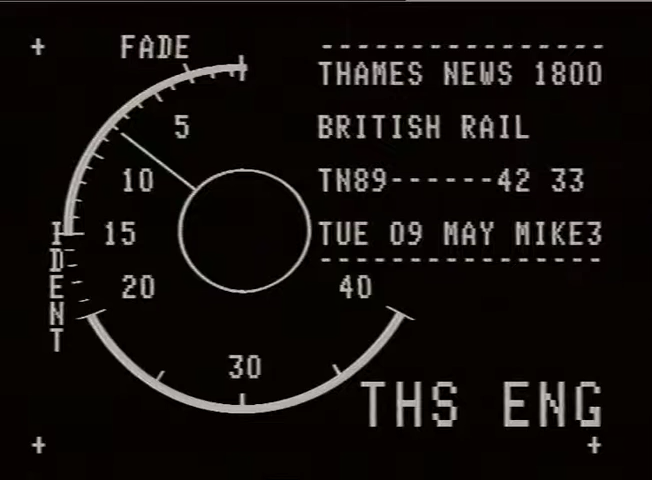 FADE
THAMES NEWS 1800
BRITISH RAIL
TN89------42 33
TUE 09 MAY MIKE3
5
10
15
20
30
40
IDENT
THS ENG